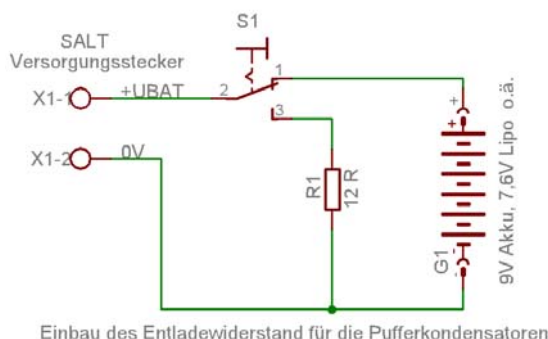 S1
SALT
Versorgungsstecker
X1-1
+UBAT
2
1
3
X1-2
0V
R1
12 R
+
+
-
-
G1
9V Akku, 7,6V Lipo o.ä.
Einbau des Entladewiderstand für die Pufferkondensatoren